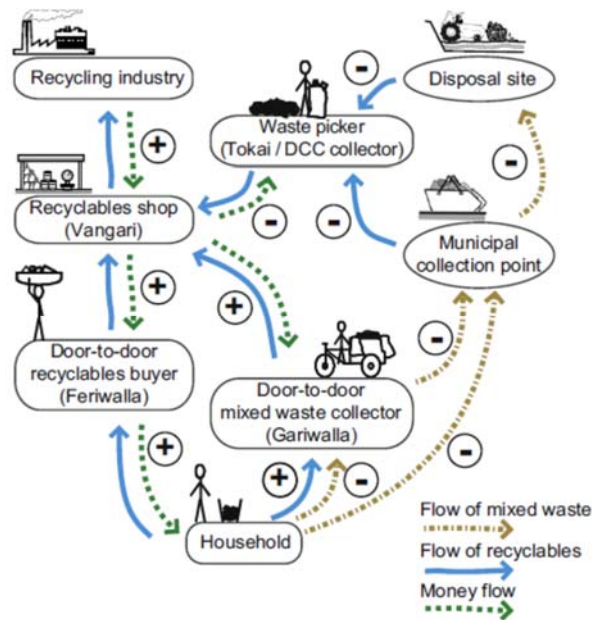 Recycling industry
Disposal site
Waste picker
(Tokai / DCC collector)
Recyclables shop
(Vangari)
Municipal
collection point
Door-to-door
recyclables buyer
(Feriwalla)
Door-to-door
mixed waste collector
(Gariwalla)
Household
Flow of mixed waste
Flow of recyclables
Money flow
+
+
+
+
+
-
-
-
-
-
-
-